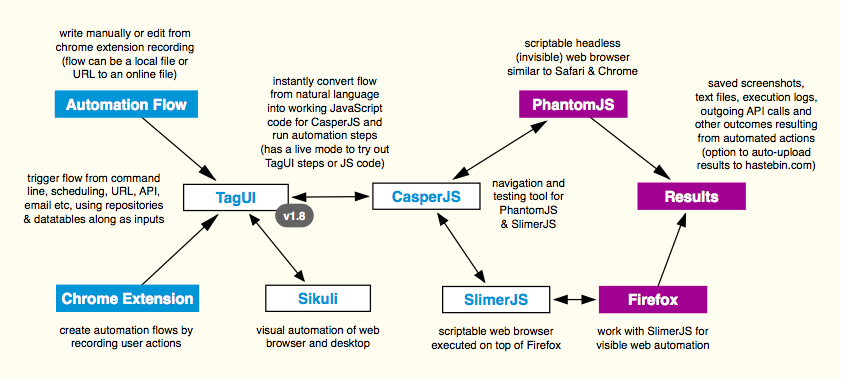 write manually or edit from
chrome extension recording
(flow can be a local file or
URL to an online file)
Automation Flow
instantly convert flow
from natural language
into working JavaScript
code for CasperJS and
run automation steps
(has a live mode to try out
TagUI steps or JS code)
scriptable headless
(invisible) web browser
similar to Safari & Chrome
PhantomJS
saved screenshots,
text files, execution logs,
outgoing API calls and
other outcomes resulting
from automated actions
(option to auto-upload
results to hastebin.com)
trigger flow from command
line, scheduling, URL, API,
email etc, using repositories
& datatables along as inputs
TagUI
v1.8
CasperJS
navigation and
testing tool for
PhantomJS
& SlimerJS
Results
Chrome Extension
create automation flows by
recording user actions
Sikuli
visual automation of web
browser and desktop
SlimerJS
scriptable web browser
executed on top of Firefox
Firefox
work with SlimerJS for
visible web automation